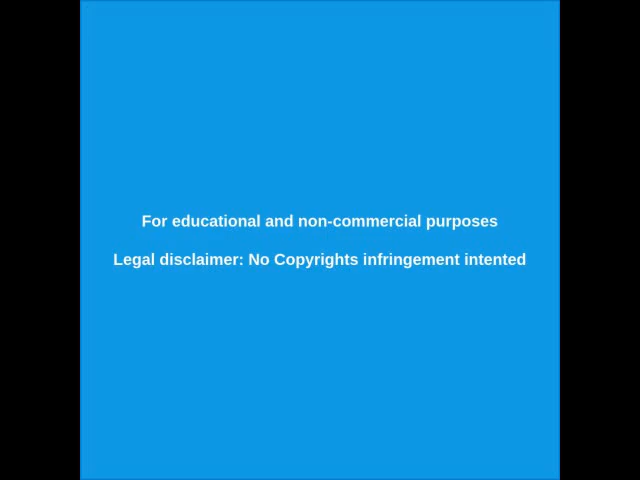 For educational and non-commercial purposes
Legal disclaimer: No Copyrights infringement intented